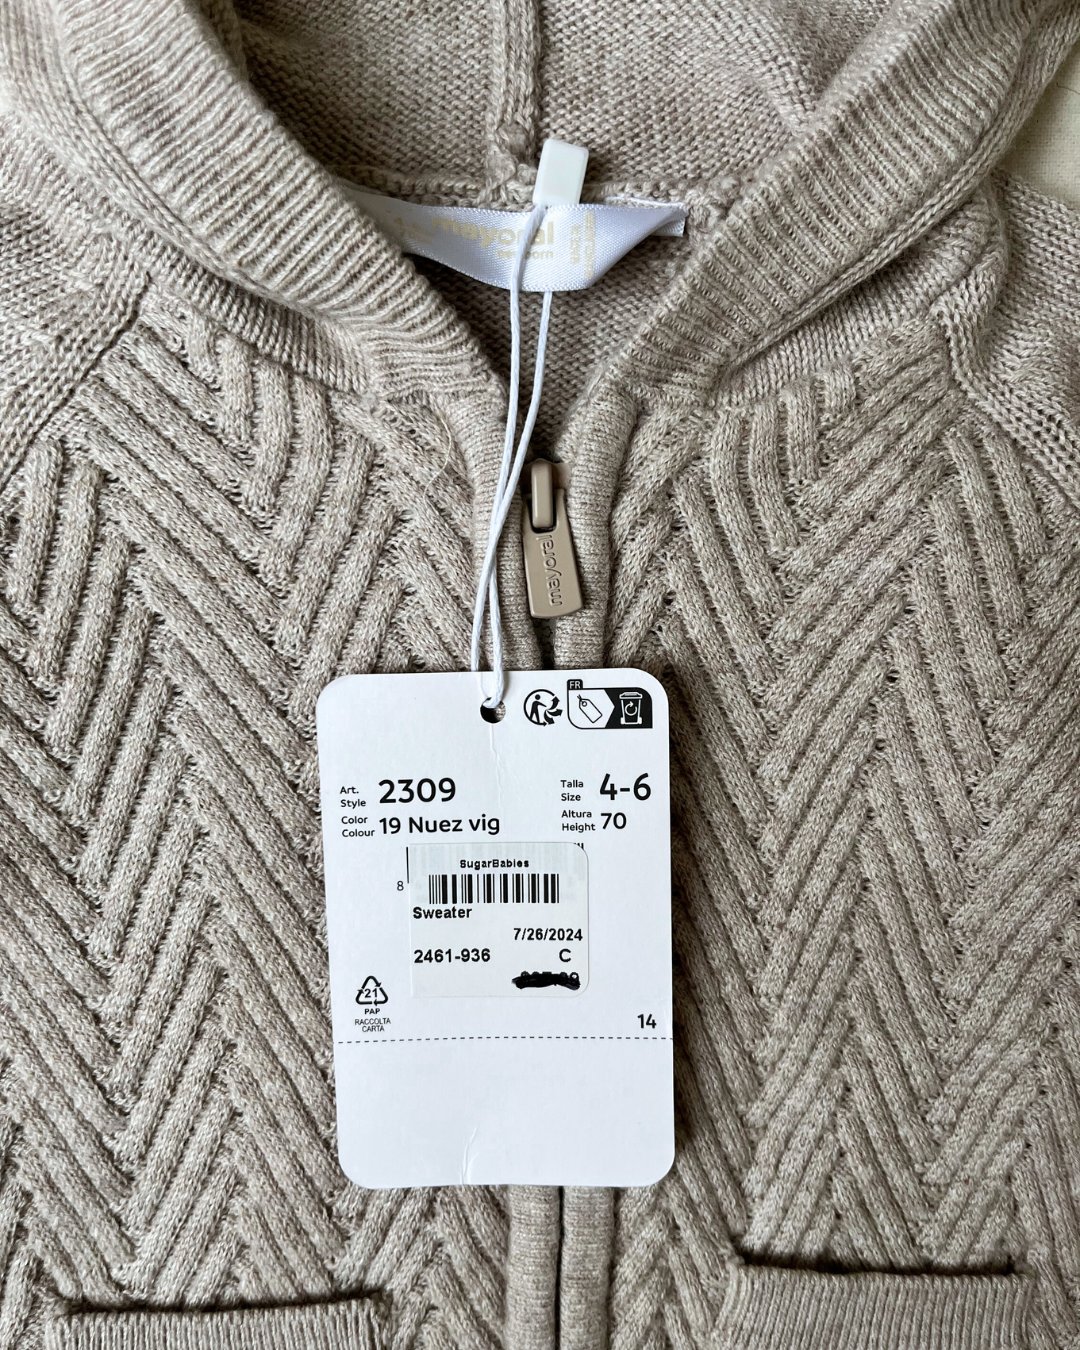 mayoral
newborn
mayoral
FR
Art.
Style
2309
Talla
Size
4-6
Color
Colour
19 Nuez vig
Altura
Height
70
SugarBabies
8
Sweater
7/26/2024
2461-936
C
21
PAP
RACCOLTA
CARTA
14